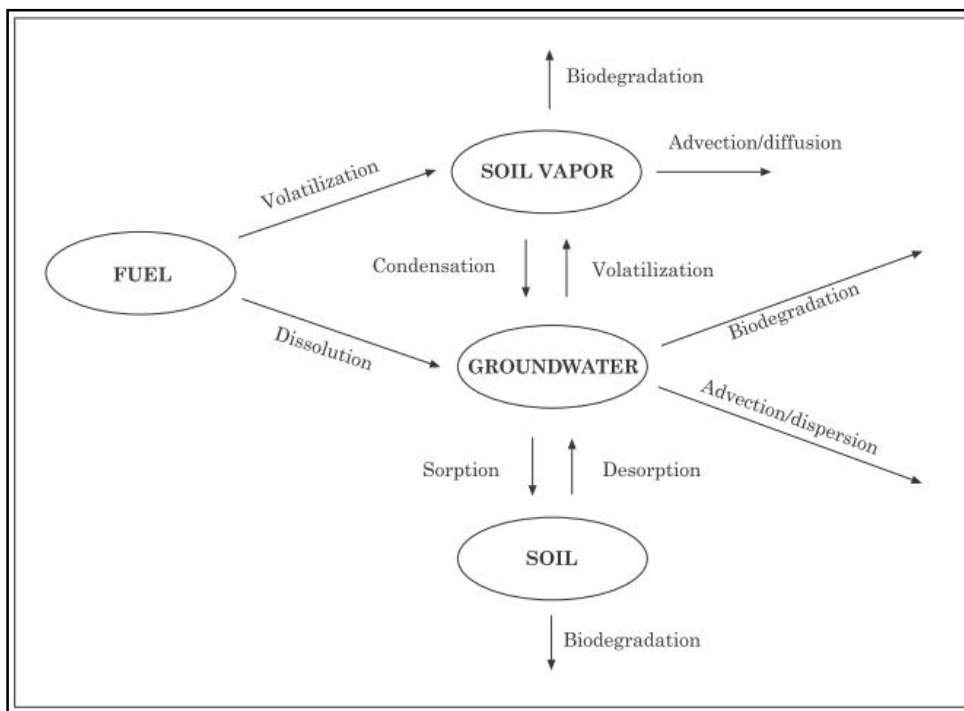 Biodegradation
Advection/diffusion
SOIL VAPOR
Volatilization
Condensation
Volatilization
FUEL
Biodegradation
Dissolution
GROUNDWATER
Advection/dispersion
Sorption
Desorption
SOIL
Biodegradation